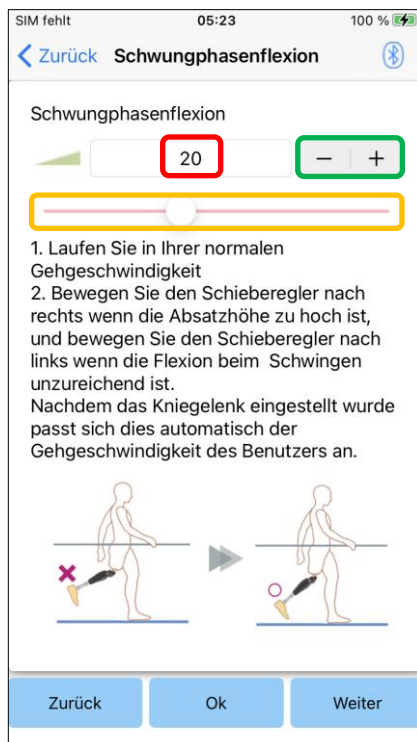 SIM fehlt 05:23 100 %
Zurück Schwungphasenflexion
Schwungphasenflexion
20 − +
1. Laufen Sie in Ihrer normalen
Gehgeschwindigkeit
2. Bewegen Sie den Schieberegler nach
rechts wenn die Absatzhöhe zu hoch ist,
und bewegen Sie den Schieberegler nach
links wenn die Flexion beim  Schwingen
unzureichend ist.
Nachdem das Kniegelenk eingestellt wurde
passt sich dies automatisch der
Gehgeschwindigkeit des Benutzers an.
Zurück Ok Weiter